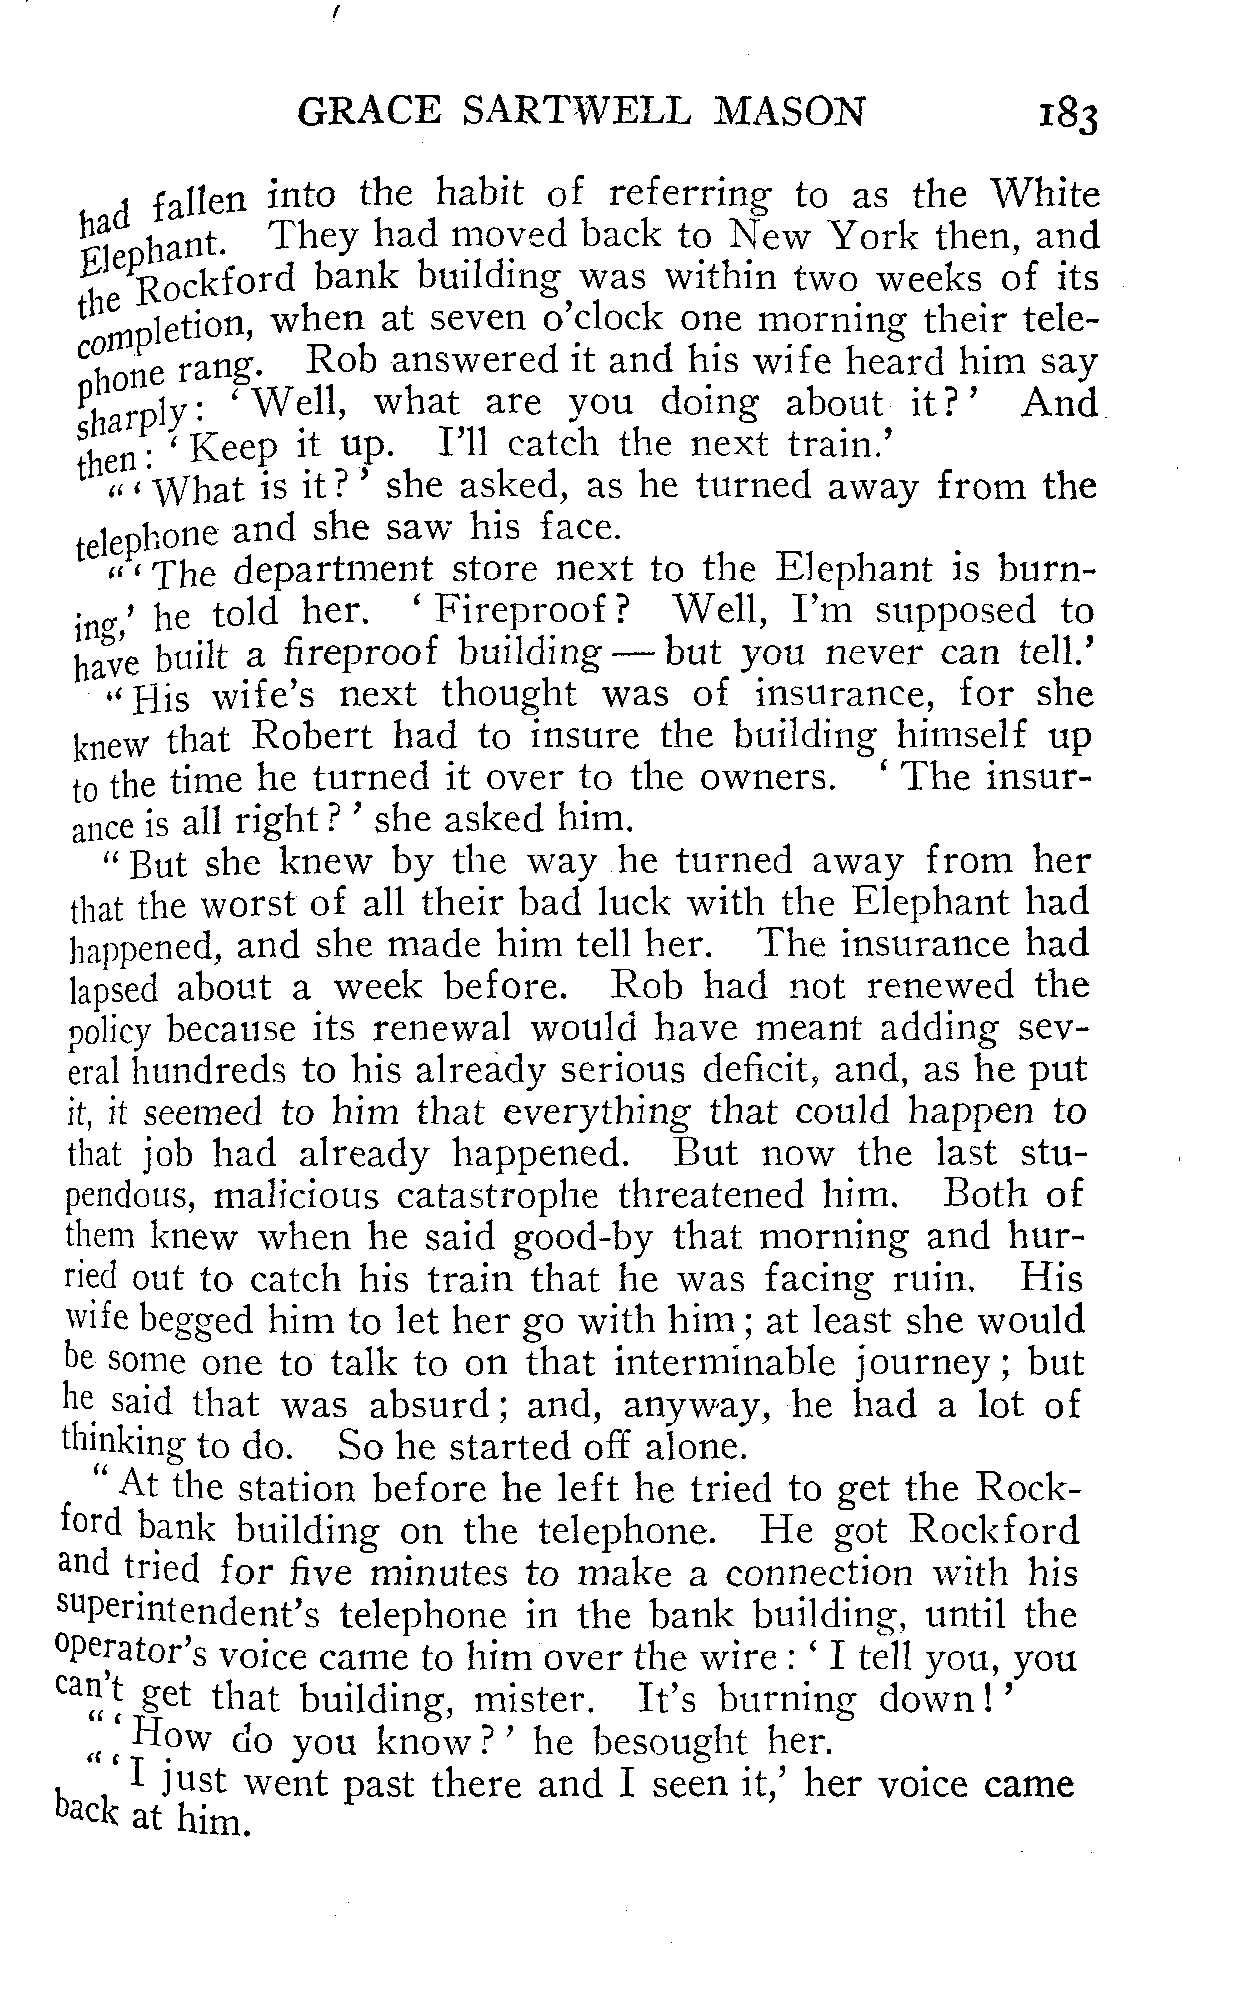 GRACE SARTWELL MASON 183
had fallen into the habit of referring to as the White
Elephant. They had moved back to New York then, and
the Rockford bank building was within two weeks of its
completion, when at seven o'clock one morning their tele-
phone rang. Rob answered it and his wife heard him say
sharply: ‘Well, what are you doing about it?’ And
then: ‘Keep it up. I'll catch the next train.’
“‘What is it?’ she asked, as he turned away from the
telephone and she saw his face.
“‘The department store next to the Elephant is burn-
ing,’ he told her. ‘Fireproof? Well, I'm supposed to
have built a fireproof building — but you never can tell.’
“His wife's next thought was of insurance, for she
knew that Robert had to insure the building himself up
to the time he turned it over to the owners. ‘The insur-
ance is all right?’ she asked him.
“But she knew by the way he turned away from her
that the worst of all their bad luck with the Elephant had
happened, and she made him tell her. The insurance had
lapsed about a week before. Rob had not renewed the
policy because its renewal would have meant adding sev-
eral hundreds to his already serious deficit, and, as he put
it, it seemed to him that everything that could happen to
that job had already happened. But now the last stu-
pendous, malicious catastrophe threatened him. Both of
them knew when he said good-by that morning and hur-
ried out to catch his train that he was facing ruin. His
wife begged him to let her go with him; at least she would
be some one to talk to on that interminable journey; but
he said that was absurd; and, anyway, he had a lot of
thinking to do. So he started off alone.
“At the station before he left he tried to get the Rock-
ford bank building on the telephone. He got Rockford
and tried for five minutes to make a connection with his
superintendent's telephone in the bank building, until the
operator's voice came to him over the wire: ‘I tell you, you
can't get that building, mister. It's burning down!’
“‘How do you know?’ he besought her.
“‘I just went past there and I seen it,’ her voice came
back at him.